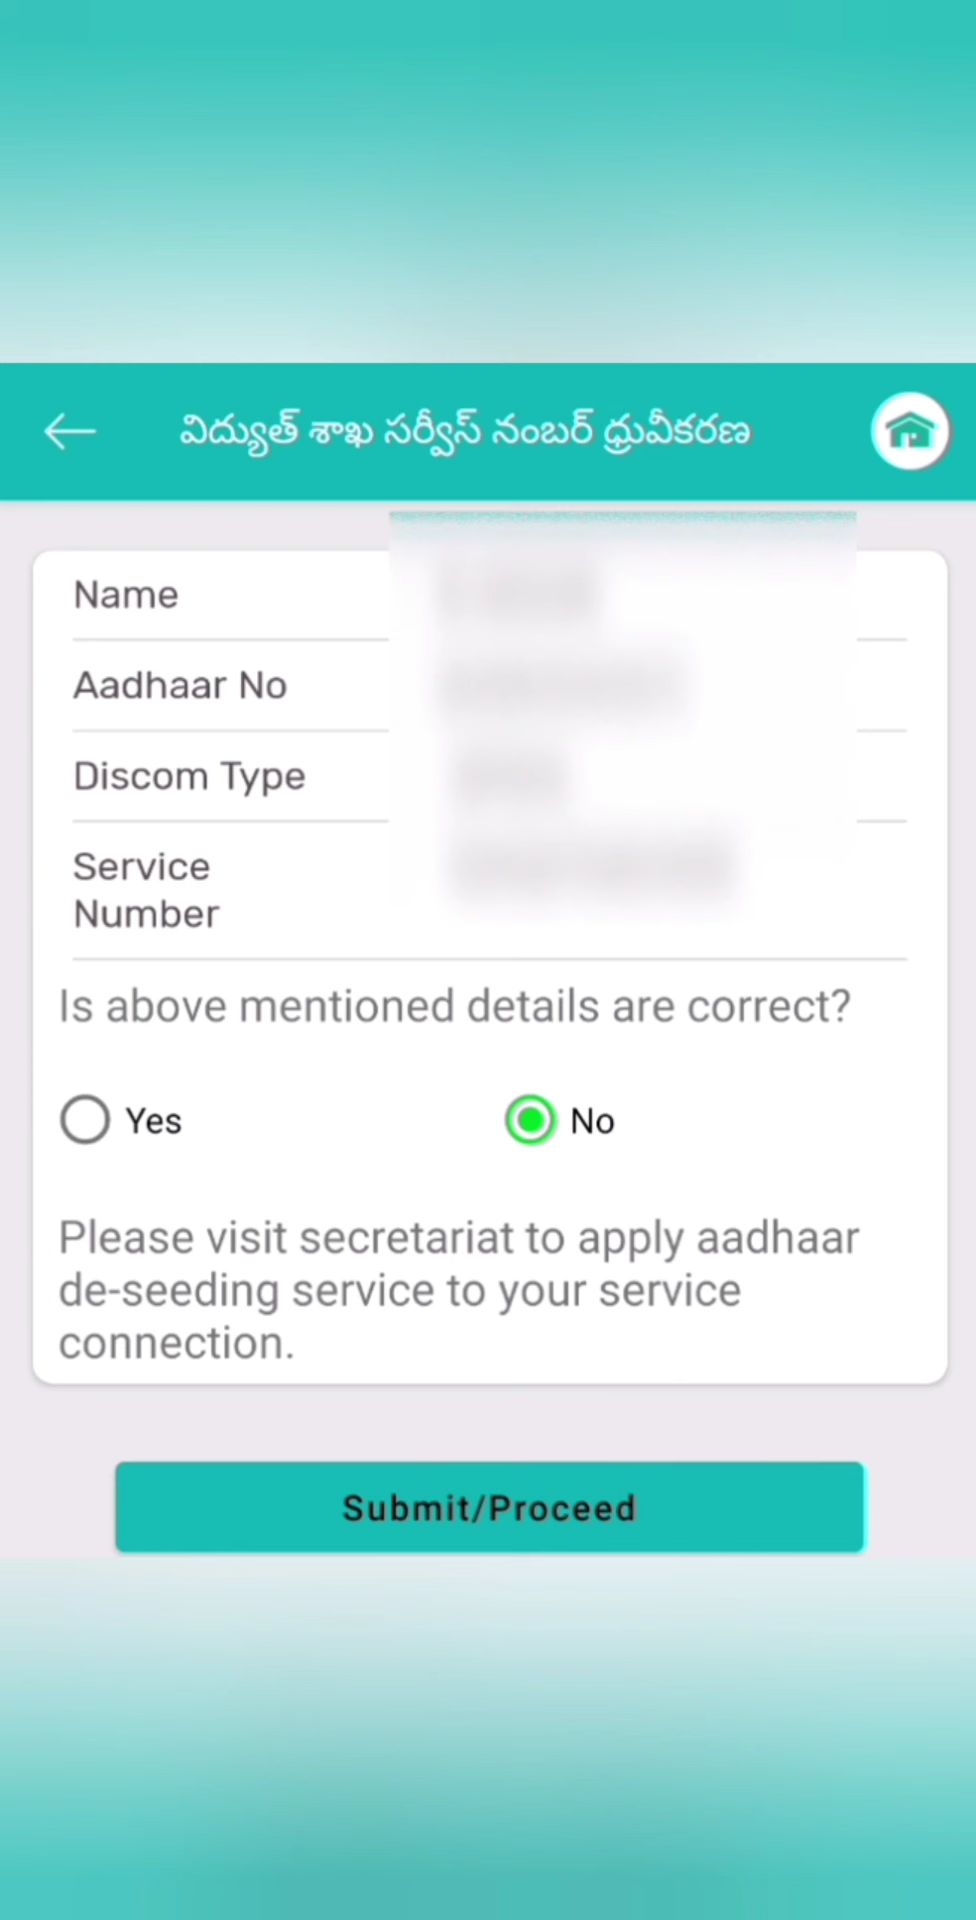 విద్యుత్ శాఖ సర్వీస్ నంబర్ ధ్రువీకరణ
Name
Aadhaar No
Discom Type
Service
Number
Is above mentioned details are correct?
Yes No
Please visit secretariat to apply aadhaar
de-seeding service to your service
connection.
Submit/Proceed